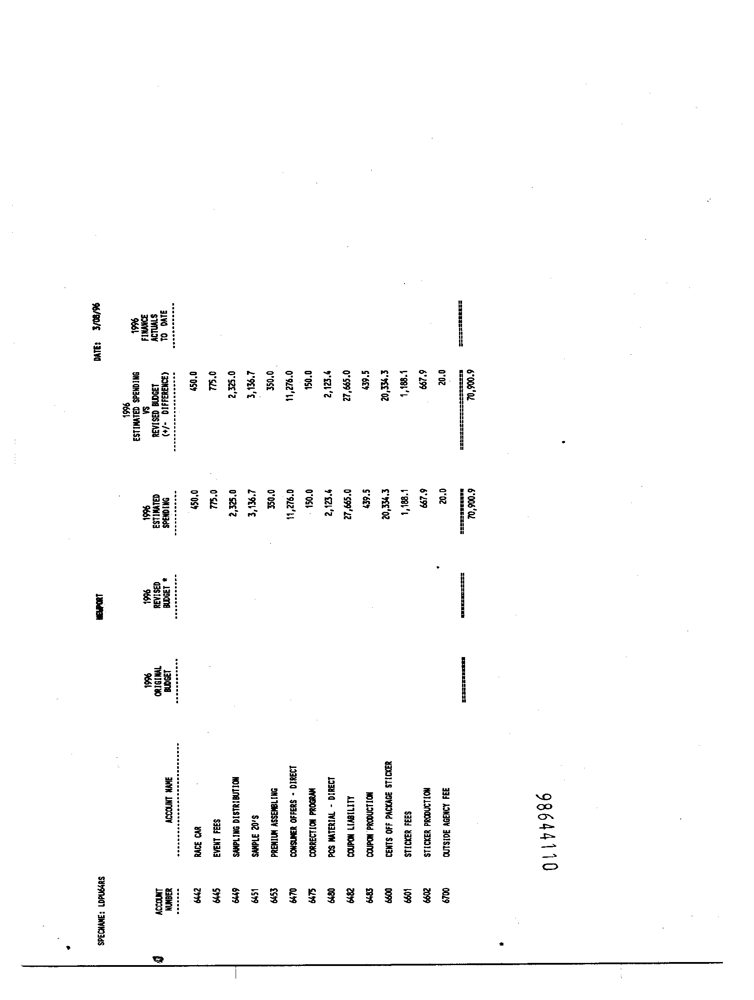 SPECNAME: LDPU64RS NEWPORT DATE: 3/08/96
1996
1996 1996 1996 ESTIMATED SPENDING 1996
ACCOUNT ORIGINAL REVISED ESTIMATED VS FINANCE
NUMBER ACCOUNT NAME BUDGET BUDGET * SPENDING REVISED BUDGET ACTUALS
(+/- DIFFERENCE) TO DATE
6442 RACE CAR 450.0 450.0
6445 EVENT FEES 775.0 775.0
6449 SAMPLING DISTRIBUTION 2,325.0 2,325.0
6451 SAMPLE 20'S 3,136.7 3,136.7
6453 PREMIUM ASSEMBLING 350.0 350.0
6470 CONSUMER OFFERS - DIRECT 11,276.0 11,276.0
6475 CORRECTION PROGRAM 150.0 150.0
6480 POS MATERIAL - DIRECT 2,123.4 2,123.4
6482 COUPON LIABILITY 27,665.0 27,665.0
6483 COUPON PRODUCTION 439.5 439.5
6600 CENTS OFF PACKAGE STICKER 20,334.3 20,334.3
6601 STICKER FEES 1,188.1 1,188.1
6602 STICKER PRODUCTION 667.9 667.9
6700 OUTSIDE AGENCY FEE 20.0 20.0
70,900.9 70,900.9
98644110